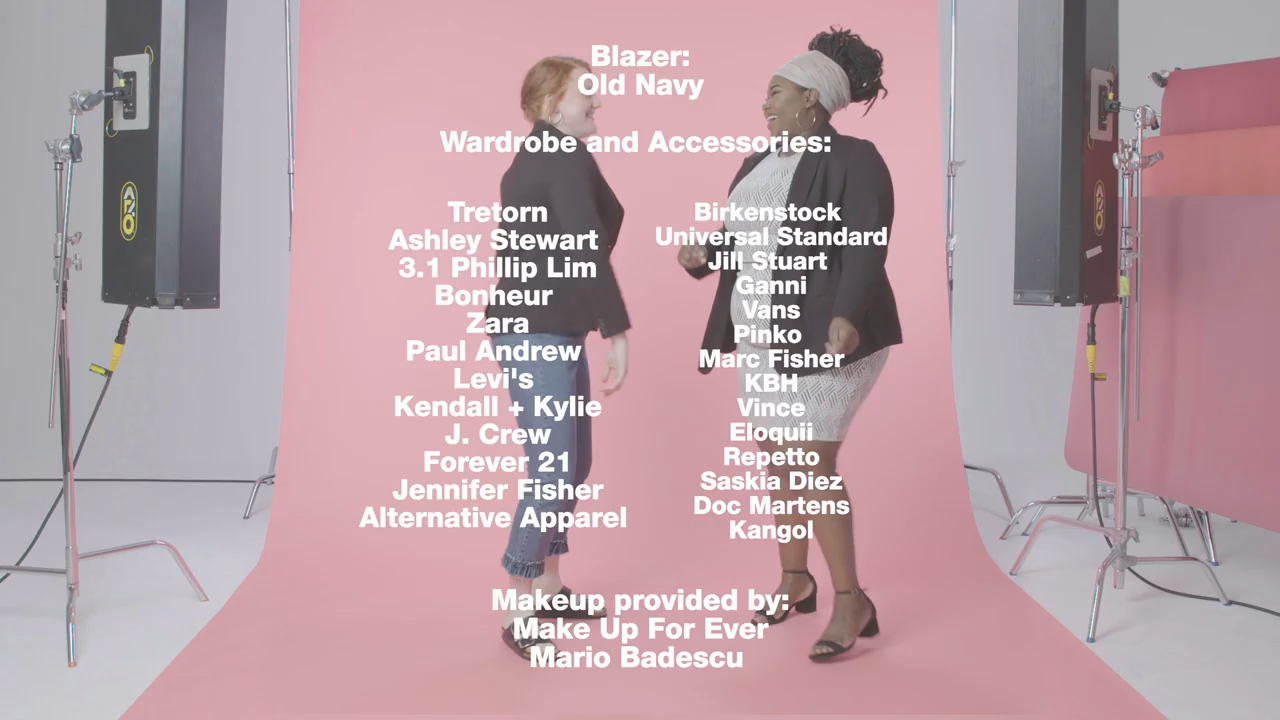 Blazer:
Old Navy
Wardrobe and Accessories:
Tretorn
Ashley Stewart
3.1 Phillip Lim
Bonheur
Zara
Paul Andrew
Levi's
Kendall + Kylie
J. Crew
Forever 21
Jennifer Fisher
Alternative Apparel
Birkenstock
Universal Standard
Jill Stuart
Ganni
Vans
Pinko
Marc Fisher
KBH
Vince
Eloquii
Repetto
Saskia Diez
Doc Martens
Kangol
Makeup provided by:
Make Up For Ever
Mario Badescu